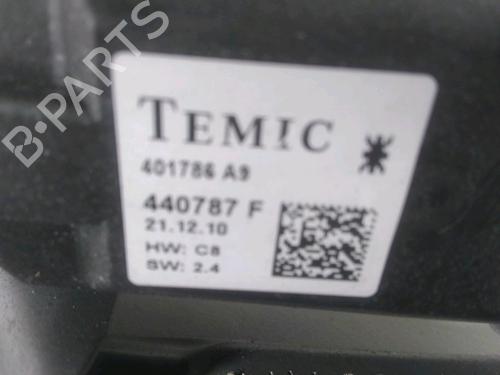 B-PARTS
TEMIC
401786 A9
440787 F
21.12.10
HW: C8
SW: 2.4